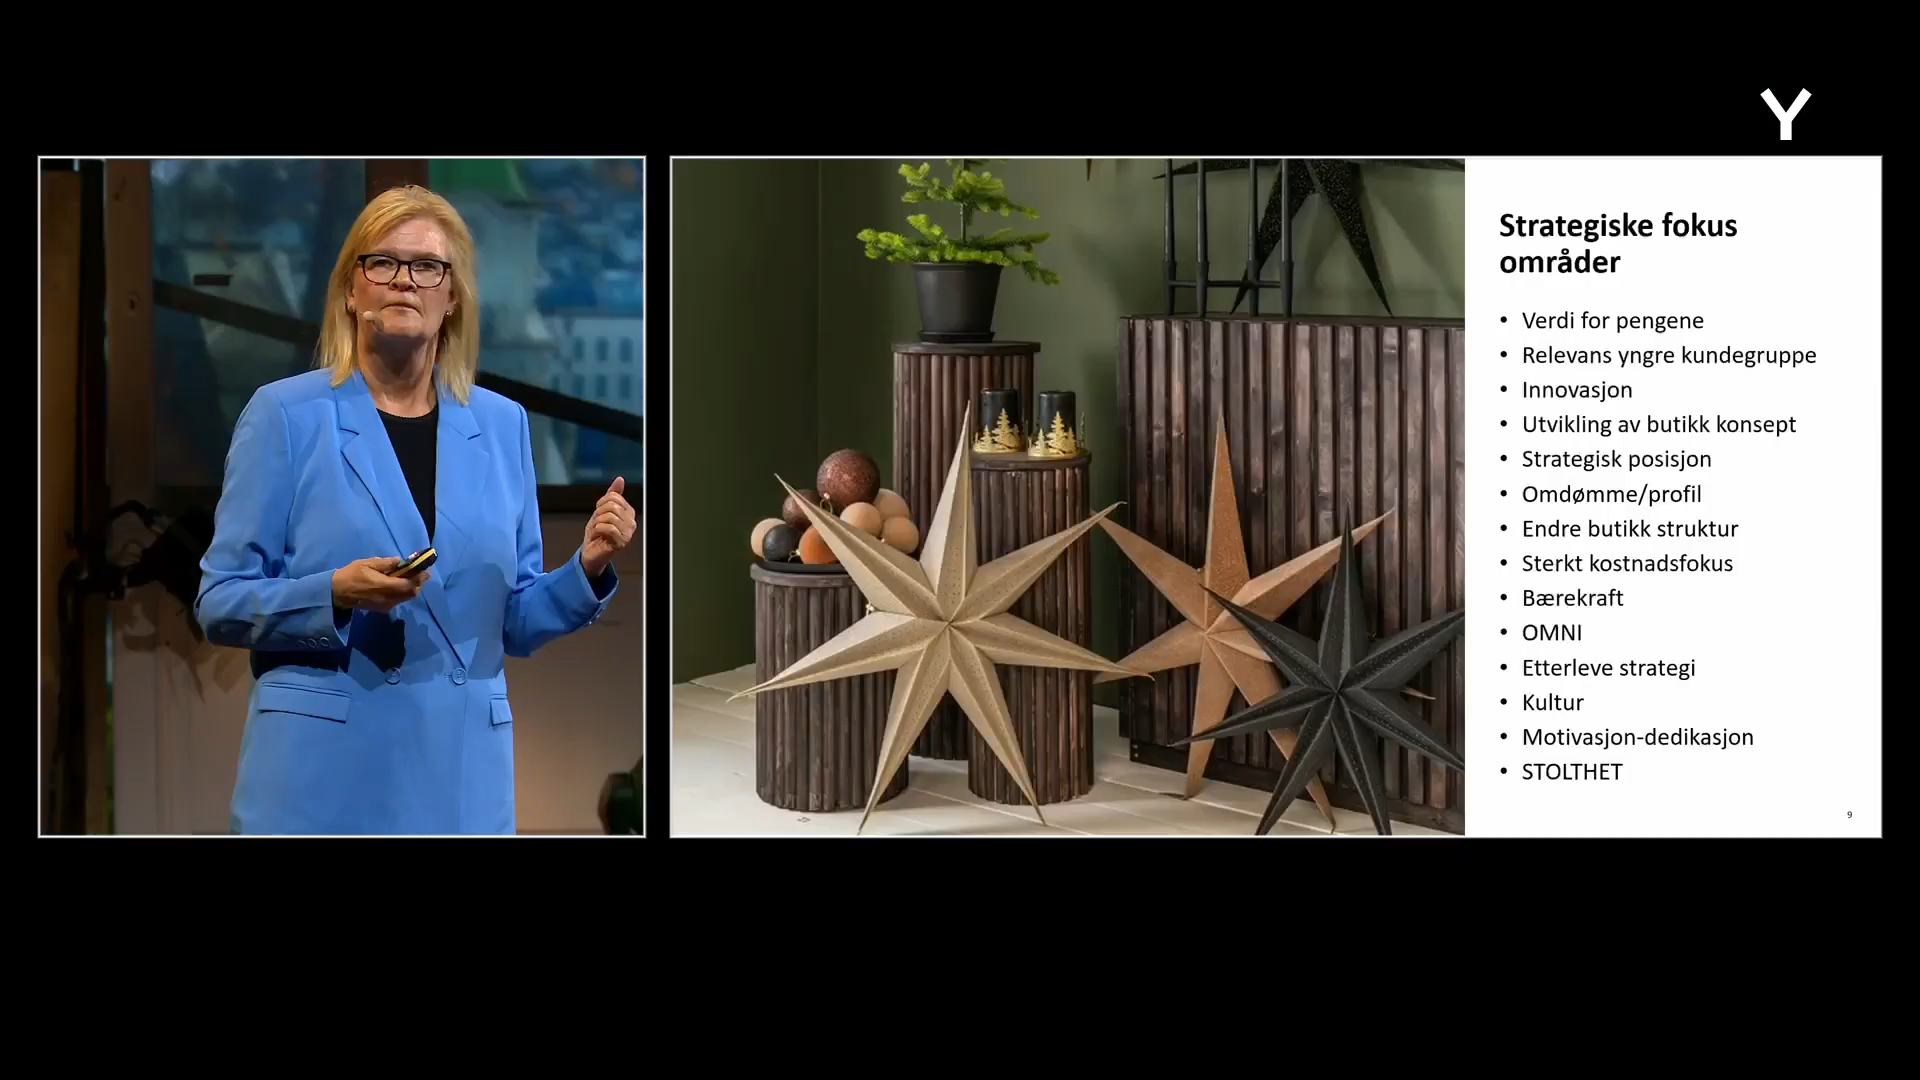 Y
Strategiske fokus
områder
• Verdi for pengene
• Relevans yngre kundegruppe
• Innovasjon
• Utvikling av butikk konsept
• Strategisk posisjon
• Omdømme/profil
• Endre butikk struktur
• Sterkt kostnadsfokus
• Bærekraft
• OMNI
• Etterleve strategi
• Kultur
• Motivasjon-dedikasjon
• STOLTHET
9